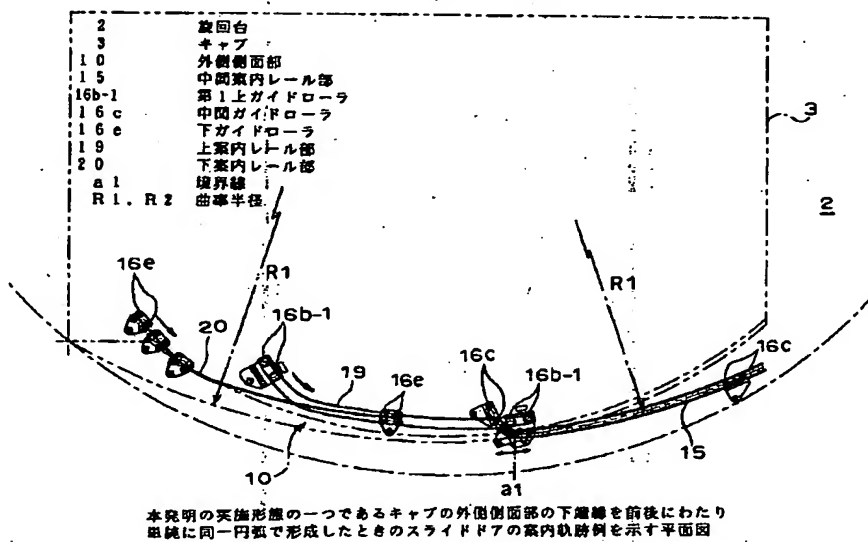 2 旋回台
3 キャブ
10 外側側面部
15 中間案内レール部
16b-1 第1上ガイドローラ
16c 中間ガイドローラ
16e 下ガイドローラ
19 上案内レール部
20 下案内レール部
a1 境界線
R1, R2 曲率半径
3
2
16e
R1
16b-1
R1
20
19
16e
16c
16b-1
16c
10
15
a1
本発明の実施形態の一つであるキャブの外側側面部の下端線を前後にわたり
単純に同一円弧で形成したときのスライドドアの案内軌跡例を示す平面図